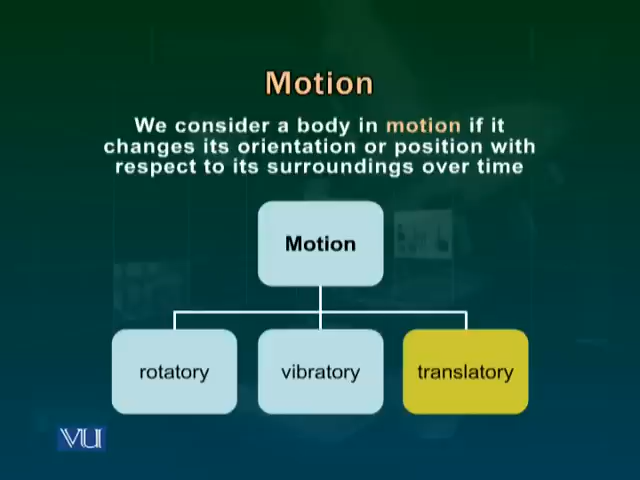 Motion
We consider a body in motion if it
changes its orientation or position with
respect to its surroundings over time
Motion
rotatory
vibratory
translatory
VU